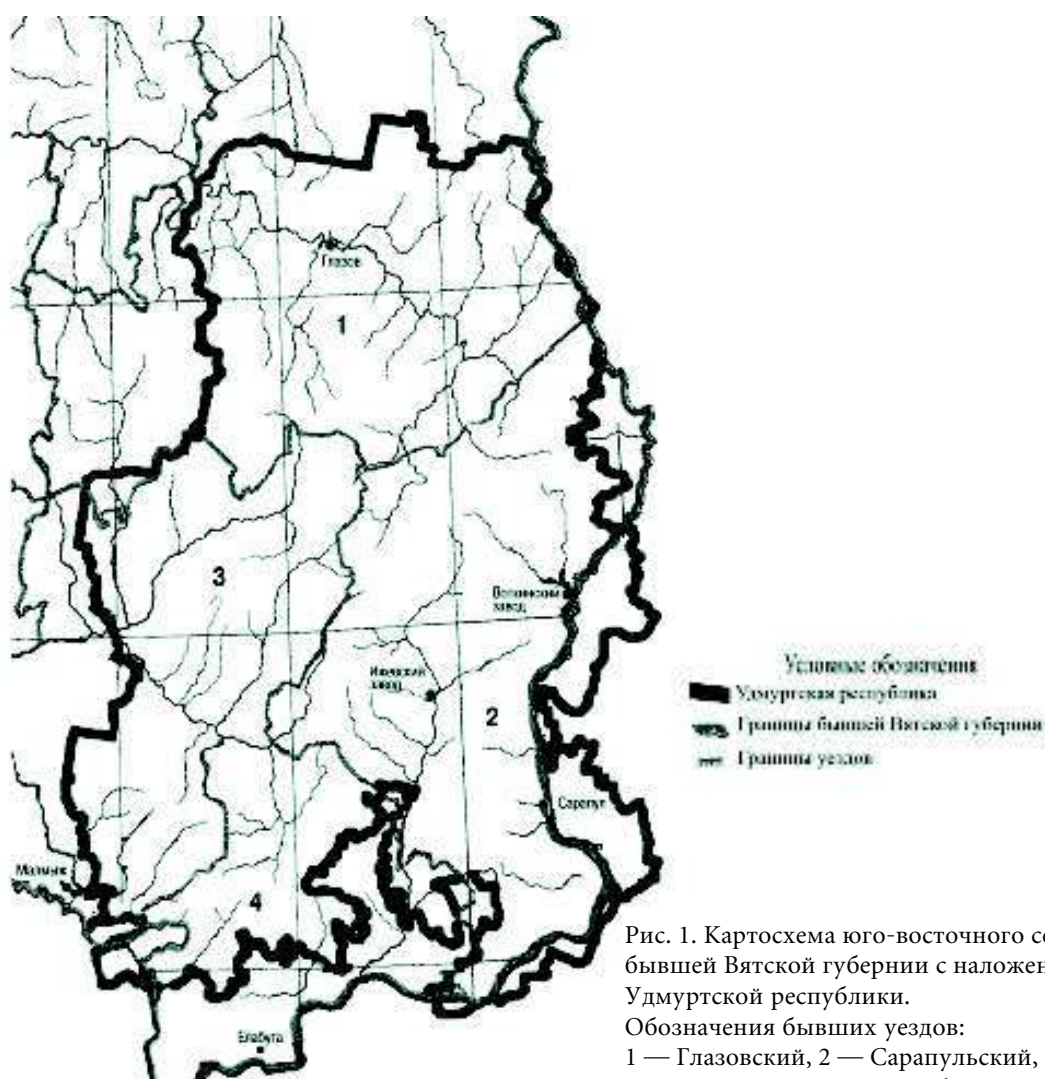 Глазов
1
3
Воткинский
завод
Ижевский
завод
2
Сарапул
Малмыж
4
Елабуга
Условные обозначения
Удмуртская республика
Границы бывшей Вятской губернии
Границы уездов
Рис. 1. Картосхема юго-восточного се
бывшей Вятской губернии с наложен
Удмуртской республики.
Обозначения бывших уездов:
1 — Глазовский, 2 — Сарапульский,